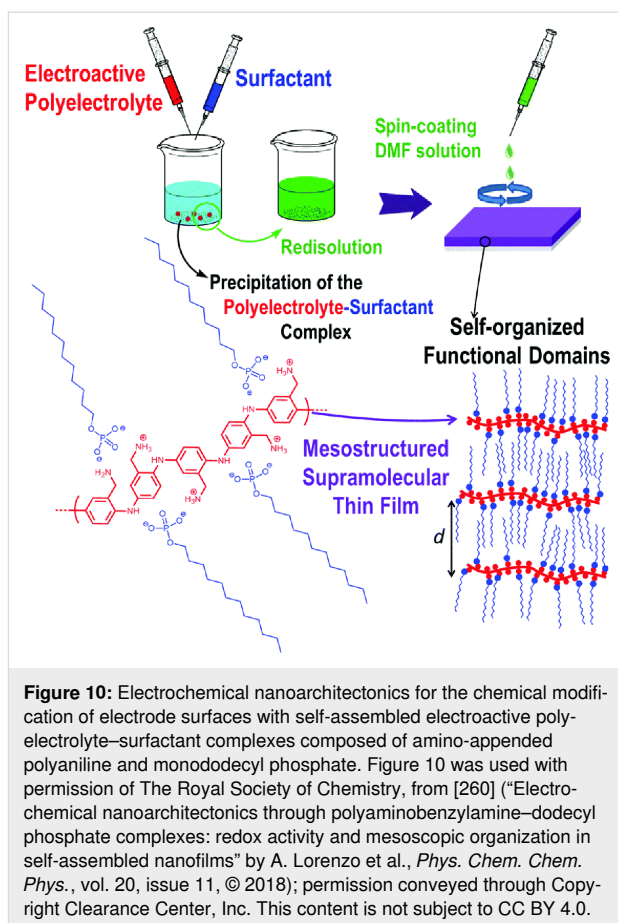 Electroactive
Polyelectrolyte
Surfactant
Spin-coating
DMF solution
Redisolution
Precipitation of the
Polyelectrolyte-Surfactant
Complex
Self-organized
Functional Domains
Mesostructured
Supramolecular
Thin Film
d
Figure 10: Electrochemical nanoarchitectonics for the chemical modifi-
cation of electrode surfaces with self-assembled electroactive poly-
electrolyte–surfactant complexes composed of amino-appended
polyaniline and monododecyl phosphate. Figure 10 was used with
permission of The Royal Society of Chemistry, from [260] (“Electro-
chemical nanoarchitectonics through polyaminobenzylamine–dodecyl
phosphate complexes: redox activity and mesoscopic organization in
self-assembled nanofilms” by A. Lorenzo et al., Phys. Chem. Chem.
Phys., vol. 20, issue 11, © 2018); permission conveyed through Copy-
right Clearance Center, Inc. This content is not subject to CC BY 4.0.